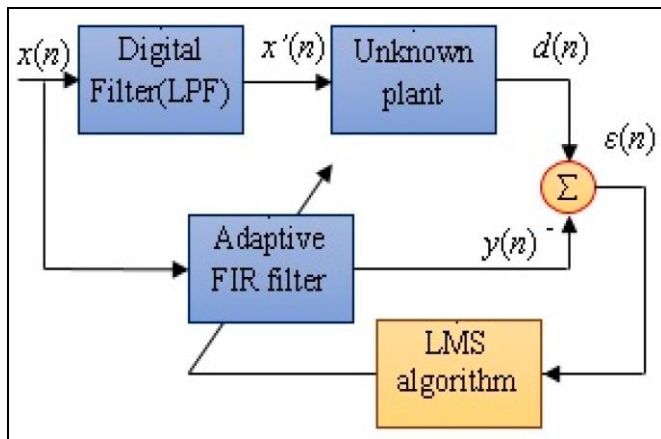 x(n)
Digital
Filter(LPF)
x'(n)
Unknown
plant
d(n)
ε(n)
Σ
Adaptive
FIR filter
y(n)
-
LMS
algorithm